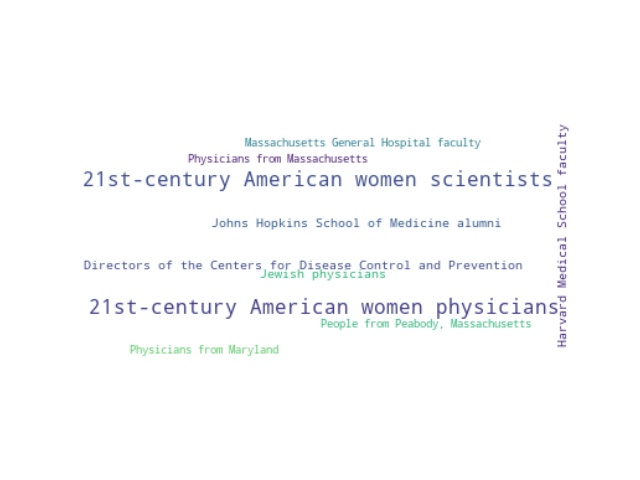 Massachusetts General Hospital faculty
Physicians from Massachusetts
21st-century American women scientists
Johns Hopkins School of Medicine alumni
Directors of the Centers for Disease Control and Prevention
Jewish physicians
21st-century American women physicians
People from Peabody, Massachusetts
Physicians from Maryland
Harvard Medical School faculty